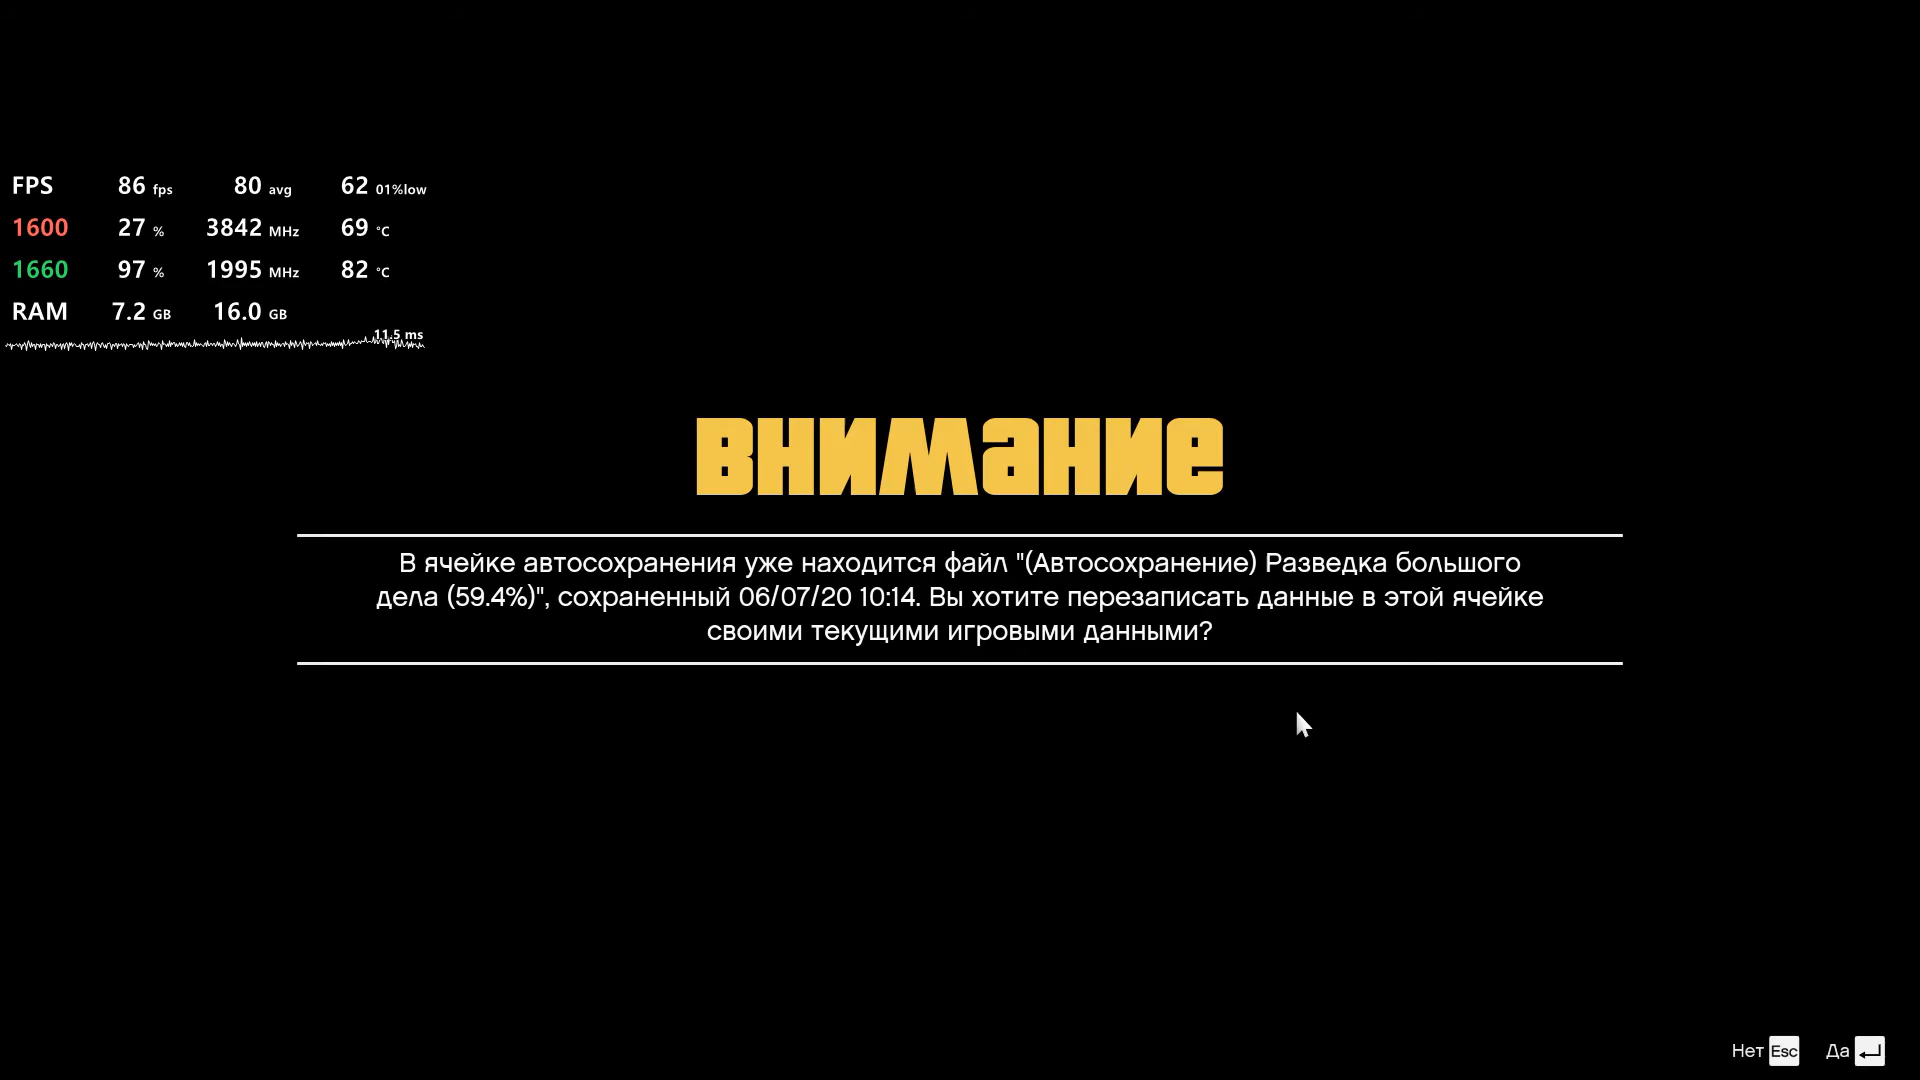 FPS 86 fps 80 avg 62 01%low
1600 27 % 3842 MHz 69 °C
1660 97 % 1995 MHz 82 °C
RAM 7.2 GB 16.0 GB
11.5 ms
внимание
В ячейке автосохранения уже находится файл "(Автосохранение) Разведка большого
дела (59.4%)", сохраненный 06/07/20 10:14. Вы хотите перезаписать данные в этой ячейке
своими текущими игровыми данными?
Нет Esc Да